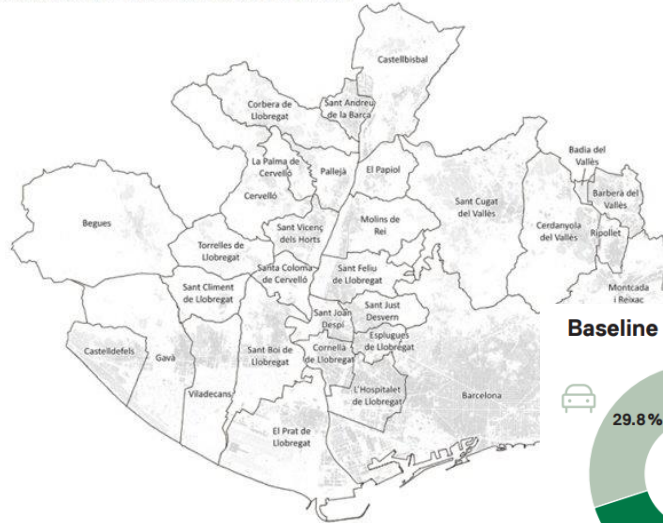 Castellbisbal
Corbera de
Llobregat
Sant Andreu
de la Barca
Badia del
Vallès
La Palma de
Cervelló
Pallejà
El Papiol
Barberà del
Vallès
Cervelló
Sant Cugat
del Vallès
Begues
Molins de
Rei
Cerdanyola
del Vallès
Ripollet
Sant Vicenç
dels Horts
Torrelles de
Llobregat
Santa Coloma
de Cervelló
Sant Feliu
de Llobregat
Montcada
i Reixac
Sant Climent
de Llobregat
Sant Just
Desvern
Sant Joan
Despí
Baseline
Esplugues
de Llobregat
Castelldefels
Gavà
Sant Boi de
Llobregat
Cornellà
de Llobregat
Viladecans
L'Hospitalet
de Llobregat
Barcelona
29.8%
El Prat de
Llobregat